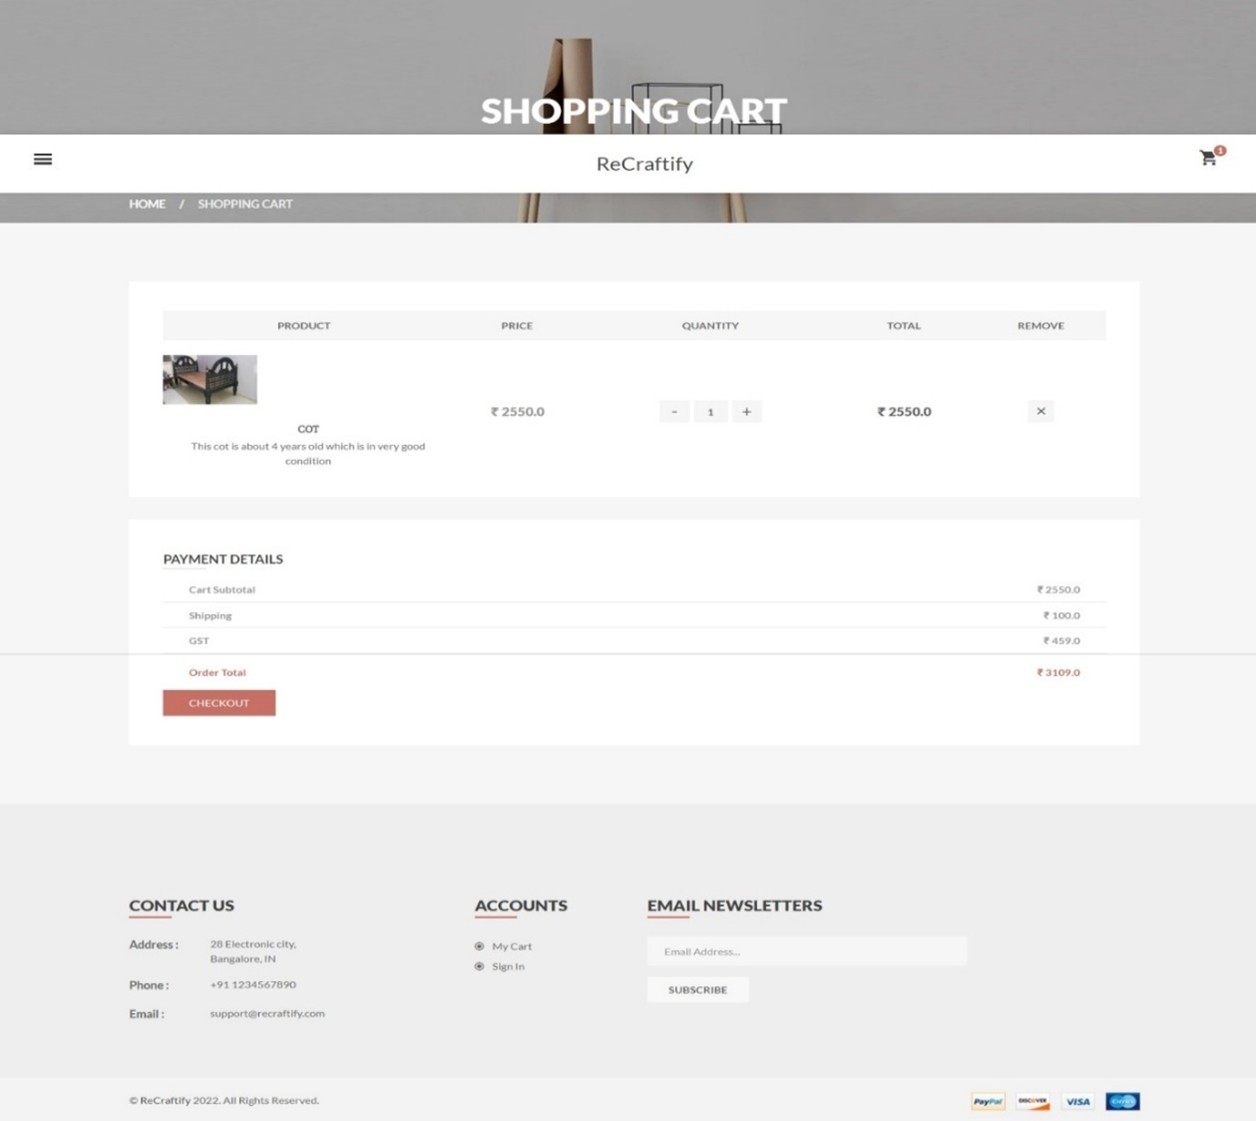 SHOPPING CART
ReCraftify
1
HOME / SHOPPING CART
PRODUCT PRICE QUANTITY TOTAL REMOVE
₹ 2550.0 - 1 + ₹ 2550.0 ×
COT
This cot is about 4 years old which is in very good
condition
PAYMENT DETAILS
Cart Subtotal ₹ 2550.0
Shipping ₹ 100.0
GST ₹ 459.0
Order Total ₹ 3109.0
CHECKOUT
CONTACT US
Address : 28 Electronic city,
Bangalore, IN
Phone : +91 1234567890
Email : support@recraftify.com
ACCOUNTS
My Cart
Sign In
EMAIL NEWSLETTERS
Email Address...
SUBSCRIBE
© ReCraftify 2022. All Rights Reserved.
PayPal DISCOVER VISA